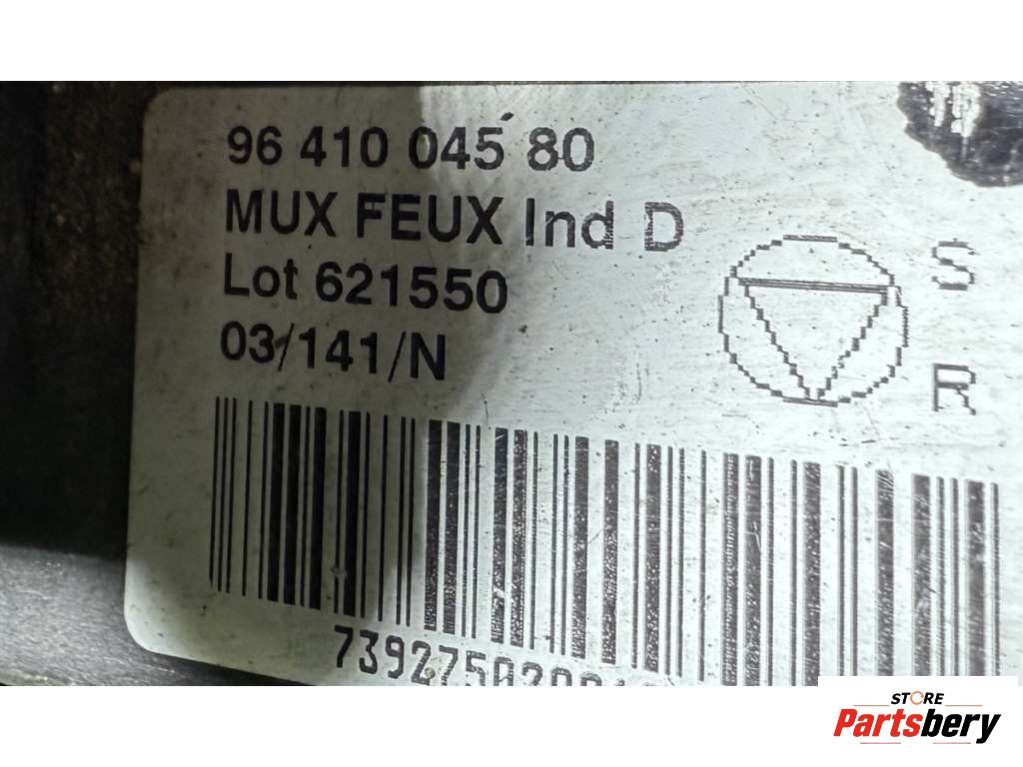 96 410 045 80
MUX FEUX Ind D
Lot 621550
03/141/N
S
R
STORE
Partsbery